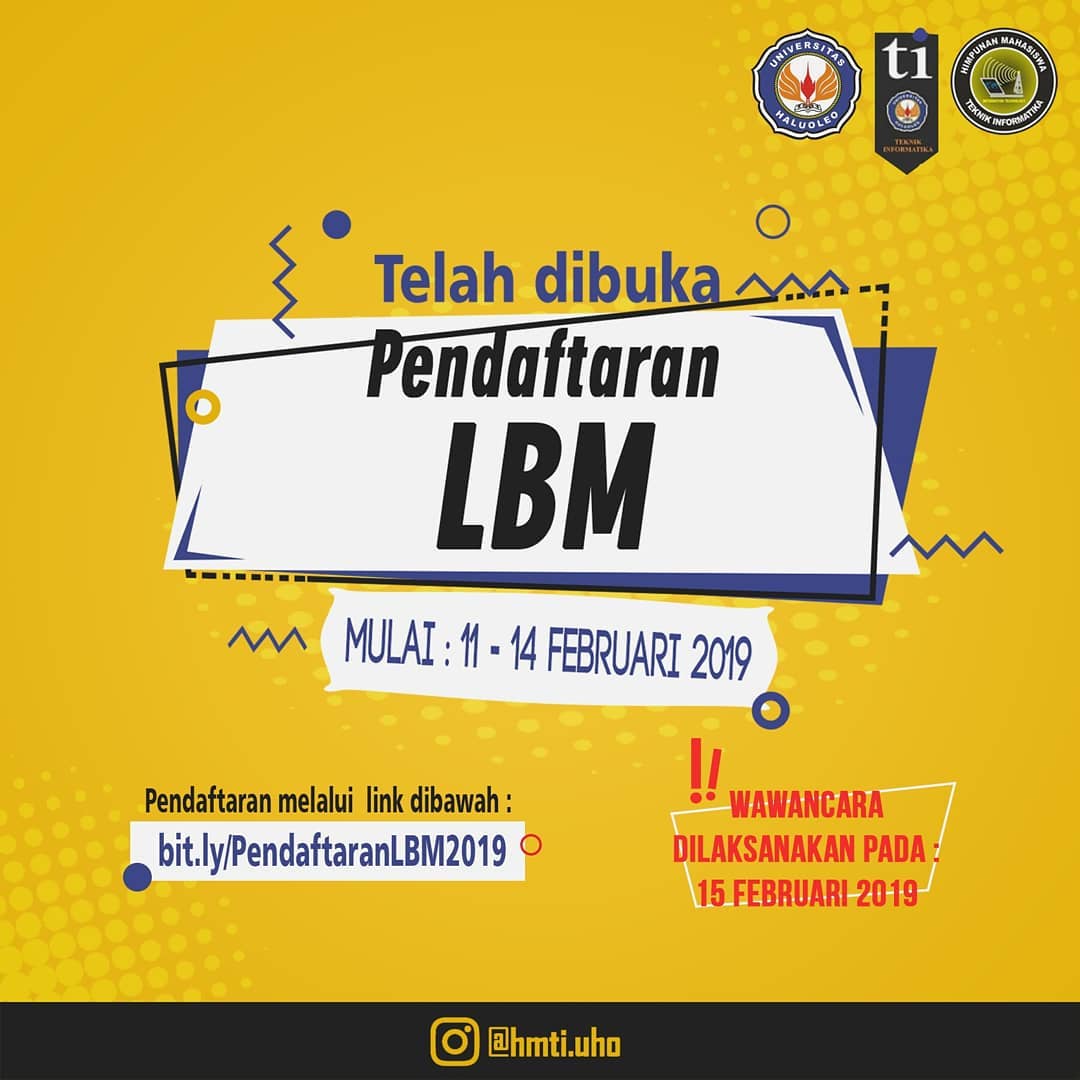 UNIVERSITAS
HALUOLEO
ti
TEKNIK
INFORMATIKA
HIMPUNAN MAHASISWA
TEKNIK INFORMATIKA
Telah dibuka
Pendaftaran
LBM
MULAI : 11 - 14 FEBRUARI 2019
Pendaftaran melalui link dibawah :
bit.ly/PendaftaranLBM2019
!!
WAWANCARA
DILAKSANAKAN PADA :
15 FEBRUARI 2019
@hmti.uho